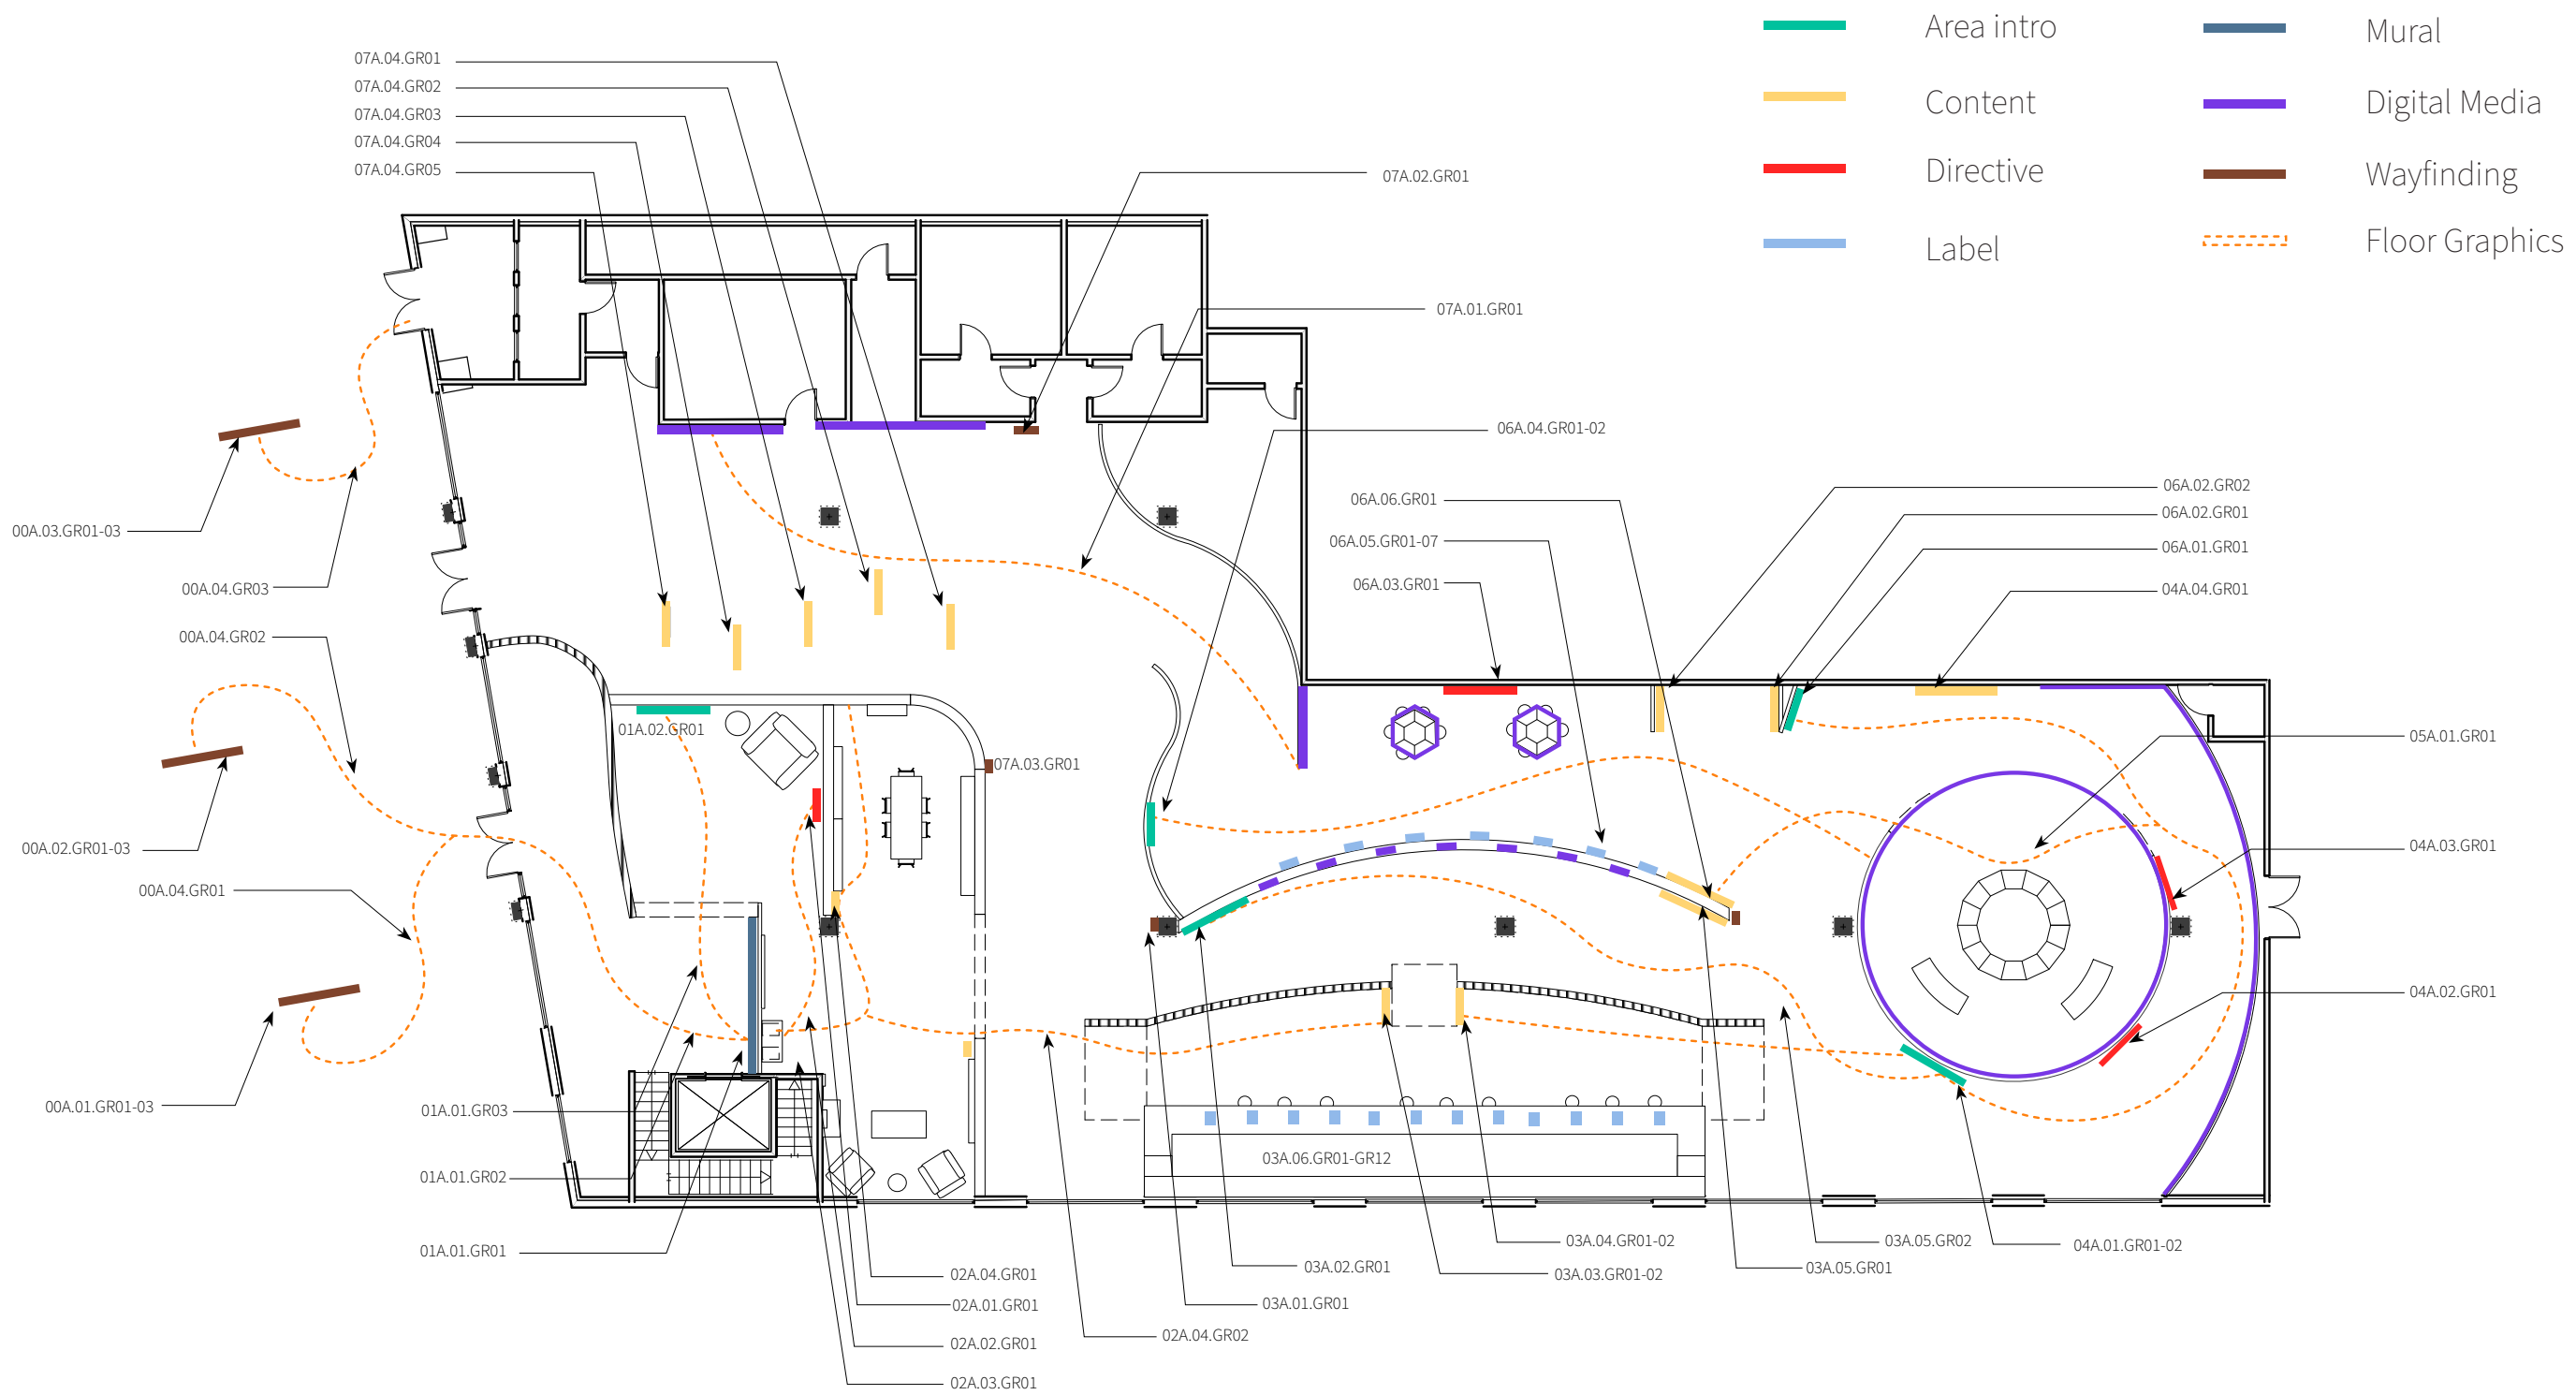 Area intro
Mural
Content
Digital Media
Directive
Wayfinding
Label
Floor Graphics
07A.04.GR01
07A.04.GR02
07A.04.GR03
07A.04.GR04
07A.04.GR05
07A.02.GR01
07A.01.GR01
06A.04.GR01-02
06A.06.GR01
06A.05.GR01-07
06A.03.GR01
06A.02.GR02
06A.02.GR01
06A.01.GR01
04A.04.GR01
00A.03.GR01-03
00A.04.GR03
00A.04.GR02
01A.02.GR01
07A.03.GR01
05A.01.GR01
00A.02.GR01-03
04A.03.GR01
00A.04.GR01
04A.02.GR01
00A.01.GR01-03
01A.01.GR03
03A.06.GR01-GR12
01A.01.GR02
01A.01.GR01
03A.04.GR01-02
03A.05.GR02
04A.01.GR01-02
02A.04.GR01
03A.02.GR01
03A.03.GR01-02
03A.05.GR01
02A.01.GR01
03A.01.GR01
02A.04.GR02
02A.02.GR01
02A.03.GR01